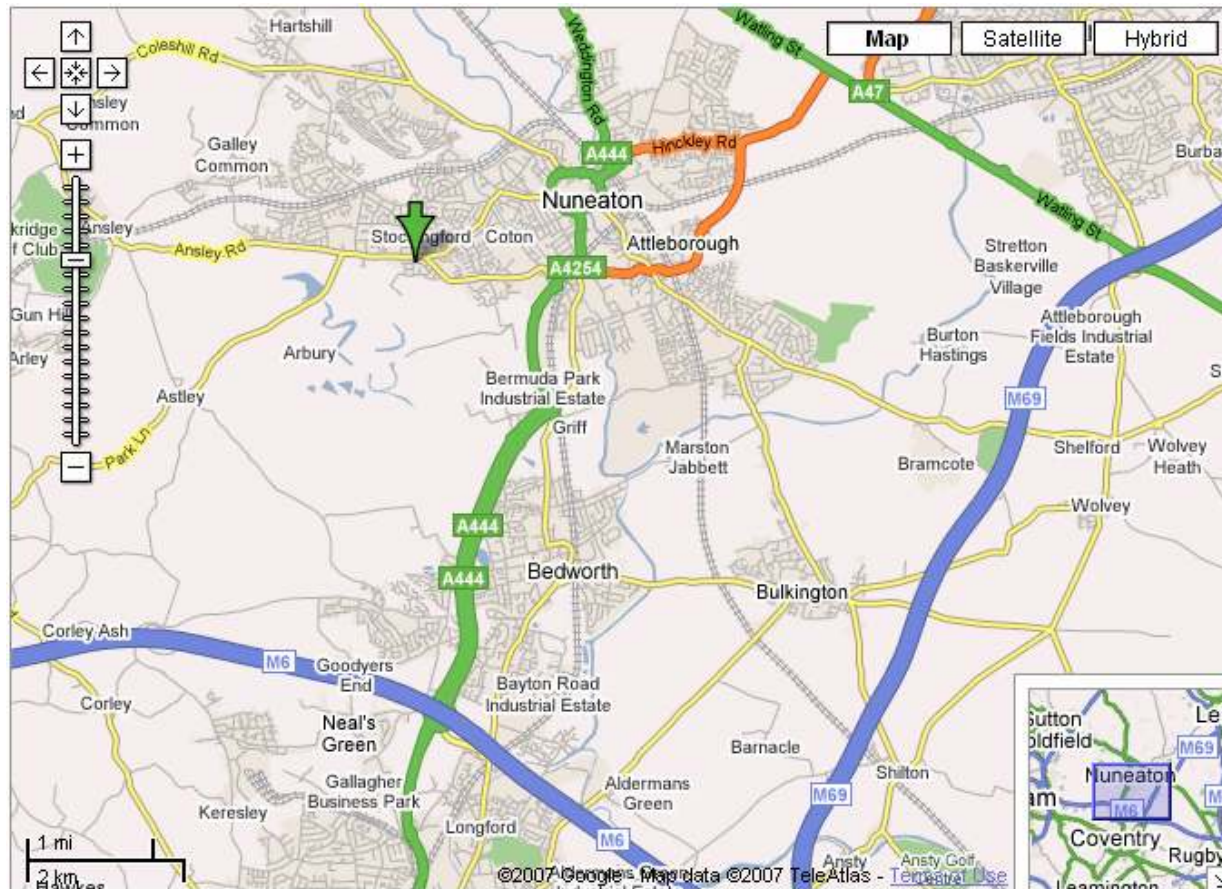 Hartshill
Coleshill Rd
Weddington Rd
Watling St
Map
Satellite
Hybrid
Common
Galley
Common
A444
Hinckley Rd
A47
Nuneaton
Ansley
f Club
Ansley Rd
Stockingford
Coton
Attleborough
A4254
Watling St
Stretton
Baskerville
Village
Arley
Arbury
Astley
Park Ln
Bermuda Park
Industrial Estate
Griff
Burton
Hastings
Attleborough
Fields Industrial
Estate
M69
Marston
Jabbett
Bramcote
Shelford
Wolvey
Heath
Wolvey
A444
A444
Bedworth
Bulkington
Corley Ash
M6
Goodyers
End
Corley
Bayton Road
Industrial Estate
Neal's
Green
Gallagher
Business Park
Keresley
Longford
Aldermans
Green
Barnacle
Shilton
M69
M6
Ansty
Ansty Golf
1 mi
2 km
Sutton
oldfield
Le
M69
Nuneaton
am
M6
Coventry
Rugby
Leamington
©2007 Google - Map data ©2007 TeleAtlas - Terms of Use